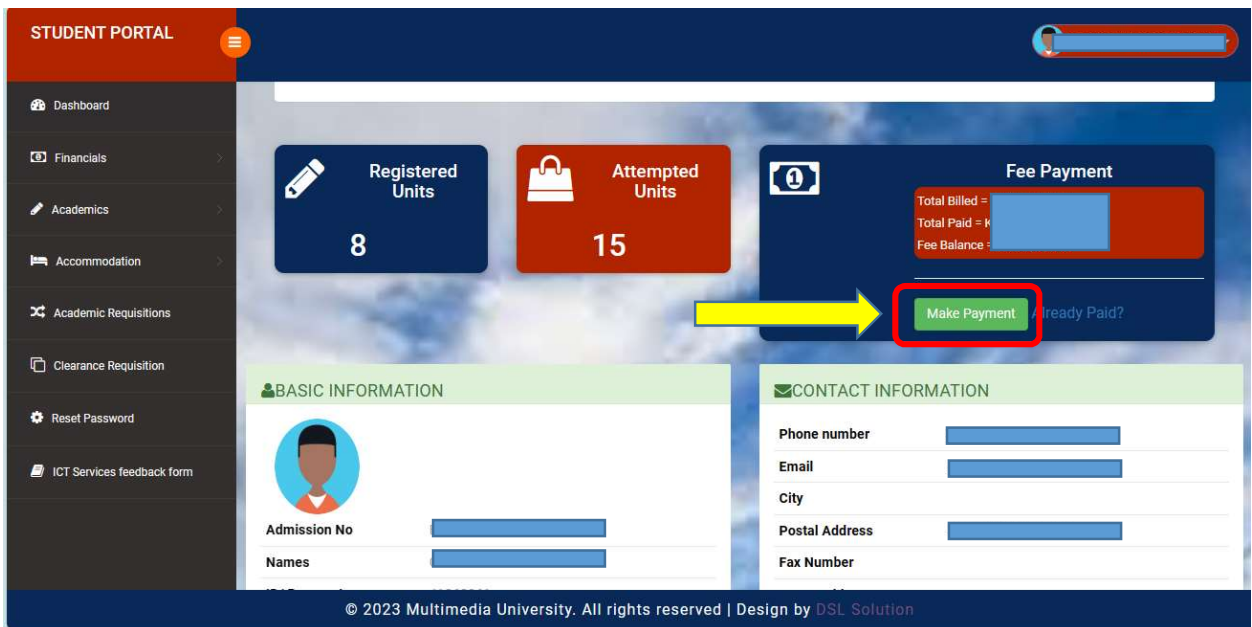 STUDENT PORTAL
Dashboard
Financials
Academics
Accommodation
Academic Requisitions
Clearance Requisition
Reset Password
ICT Services feedback form
Registered
Units
8
Attempted
Units
15
Fee Payment
Total Billed =
Total Paid = K
Fee Balance =
Make Payment
Already Paid?
BASIC INFORMATION
Admission No
Names
CONTACT INFORMATION
Phone number
Email
City
Postal Address
Fax Number
© 2023 Multimedia University. All rights reserved | Design by DSL Solution